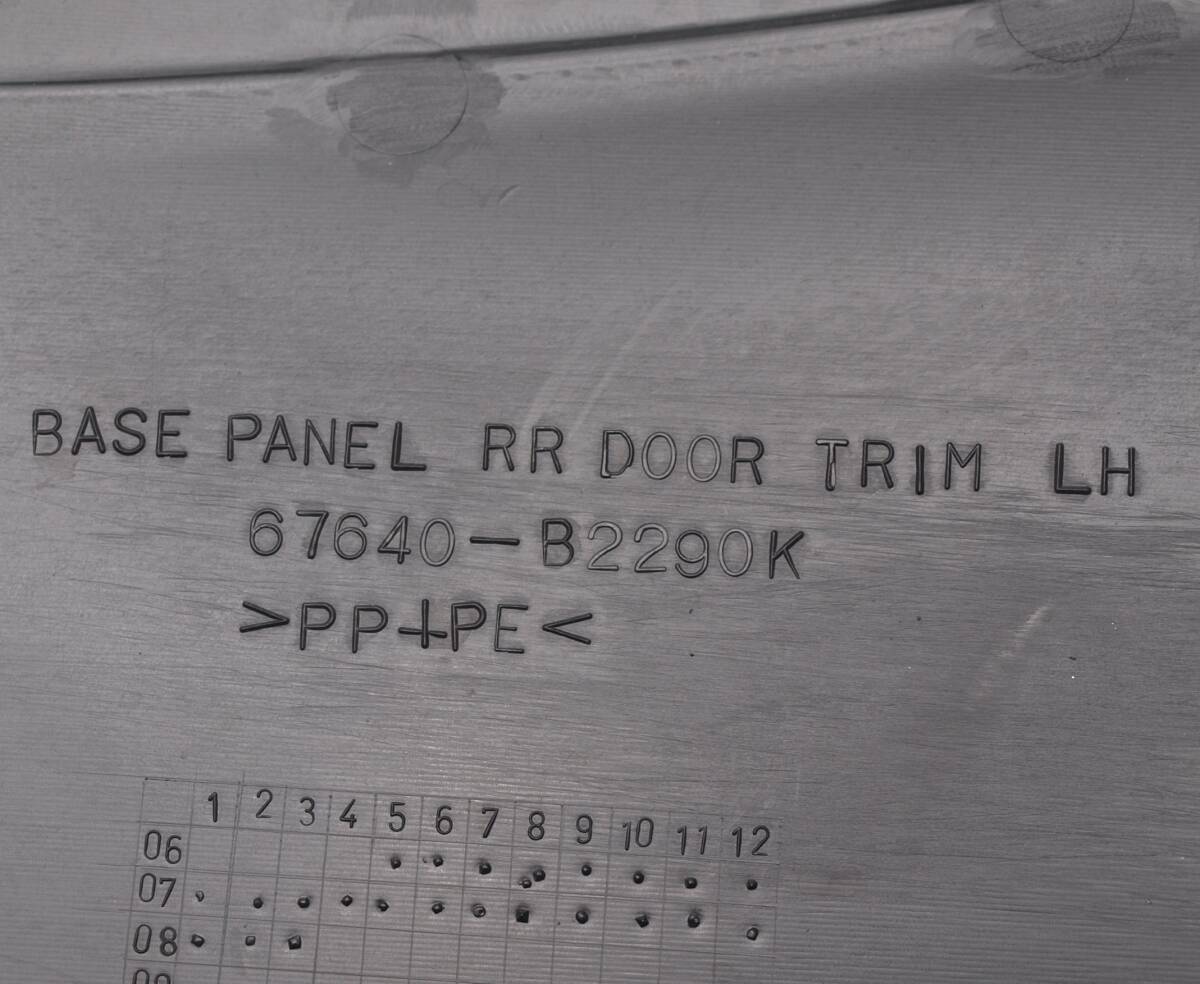 BASE PANEL RR DOOR TRIM LH
67640-B2290K
>PP+PE<
1 2 3 4 5 6 7 8 9 10 11 12
06
07
08
09